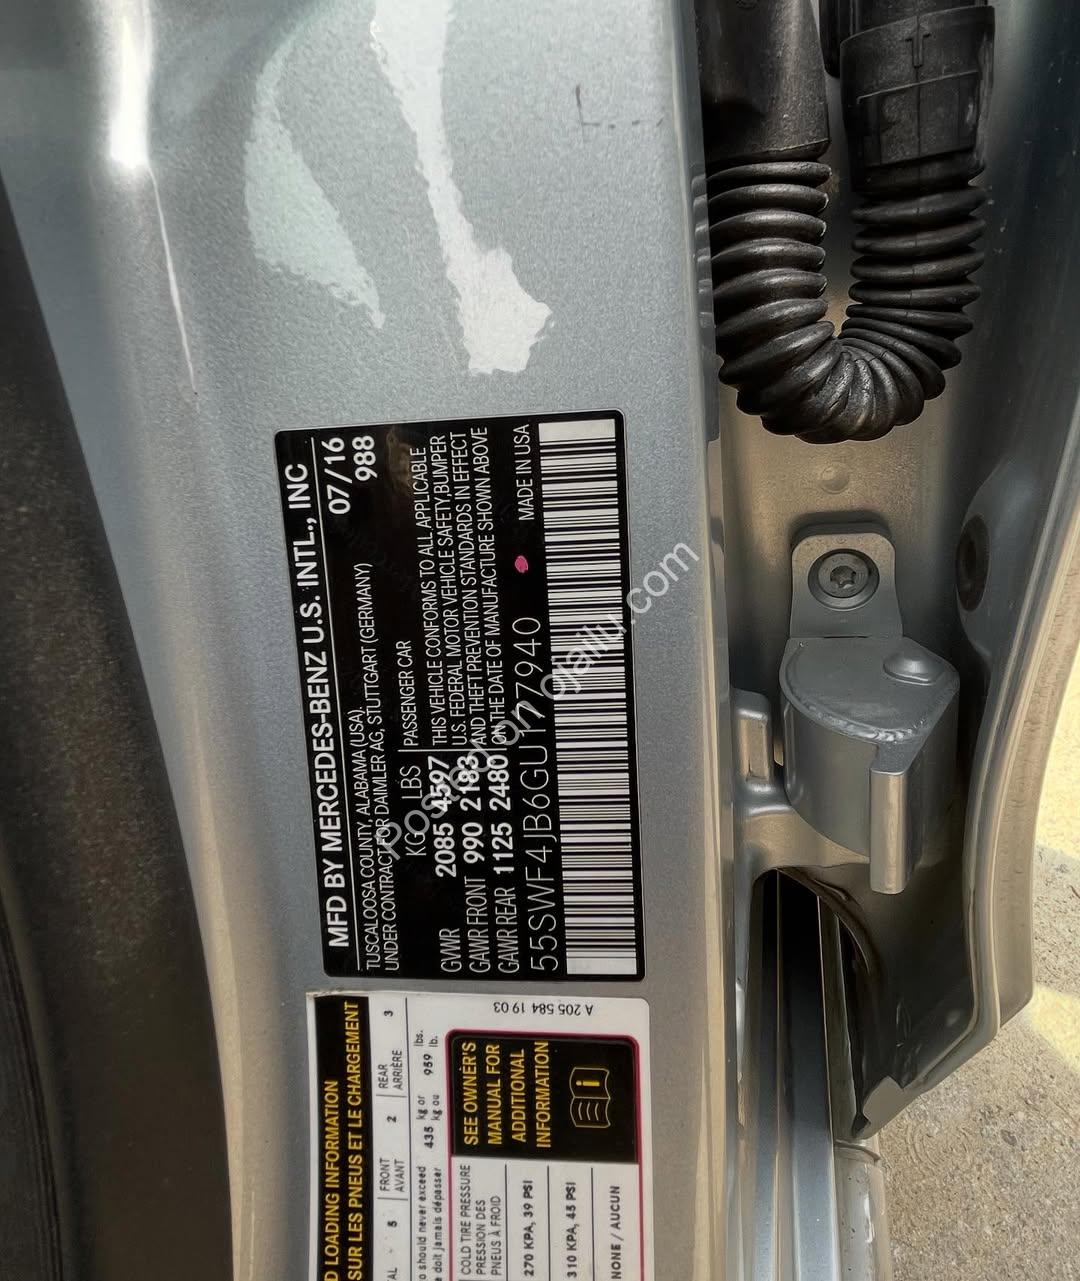 MFD BY MERCEDES-BENZ U.S. INTL., INC
TUSCALOOSA COUNTY, ALABAMA (USA)
07/16
UNDER CONTRACT FOR DAIMLER AG, STUTTGART (GERMANY)
988
KG LBS PASSENGER CAR
GVWR 2085 4597 THIS VEHICLE CONFORMS TO ALL APPLICABLE
GAWR FRONT 990 2183 U.S. FEDERAL MOTOR VEHICLE SAFETY,BUMPER
AND THEFT PREVENTION STANDARDS IN EFFECT
GAWR REAR 1125 2480 ON THE DATE OF MANUFACTURE SHOWN ABOVE
55SWF4JB6GU177940 MADE IN USA
Posted on ojailu.com
D LOADING INFORMATION
SUR LES PNEUS ET LE CHARGEMENT
AL - 5 FRONT 2 REAR 3
AVANT ARRIÈRE
o should never exceed 435 kg or 959 lbs.
e doit jamais dépasser kg ou lb.
COLD TIRE PRESSURE
PRESSION DES
PNEUS À FROID
270 KPA, 39 PSI
310 KPA, 45 PSI
NONE / AUCUN
SEE OWNER'S
MANUAL FOR
ADDITIONAL
INFORMATION
i
A 205 584 19 03